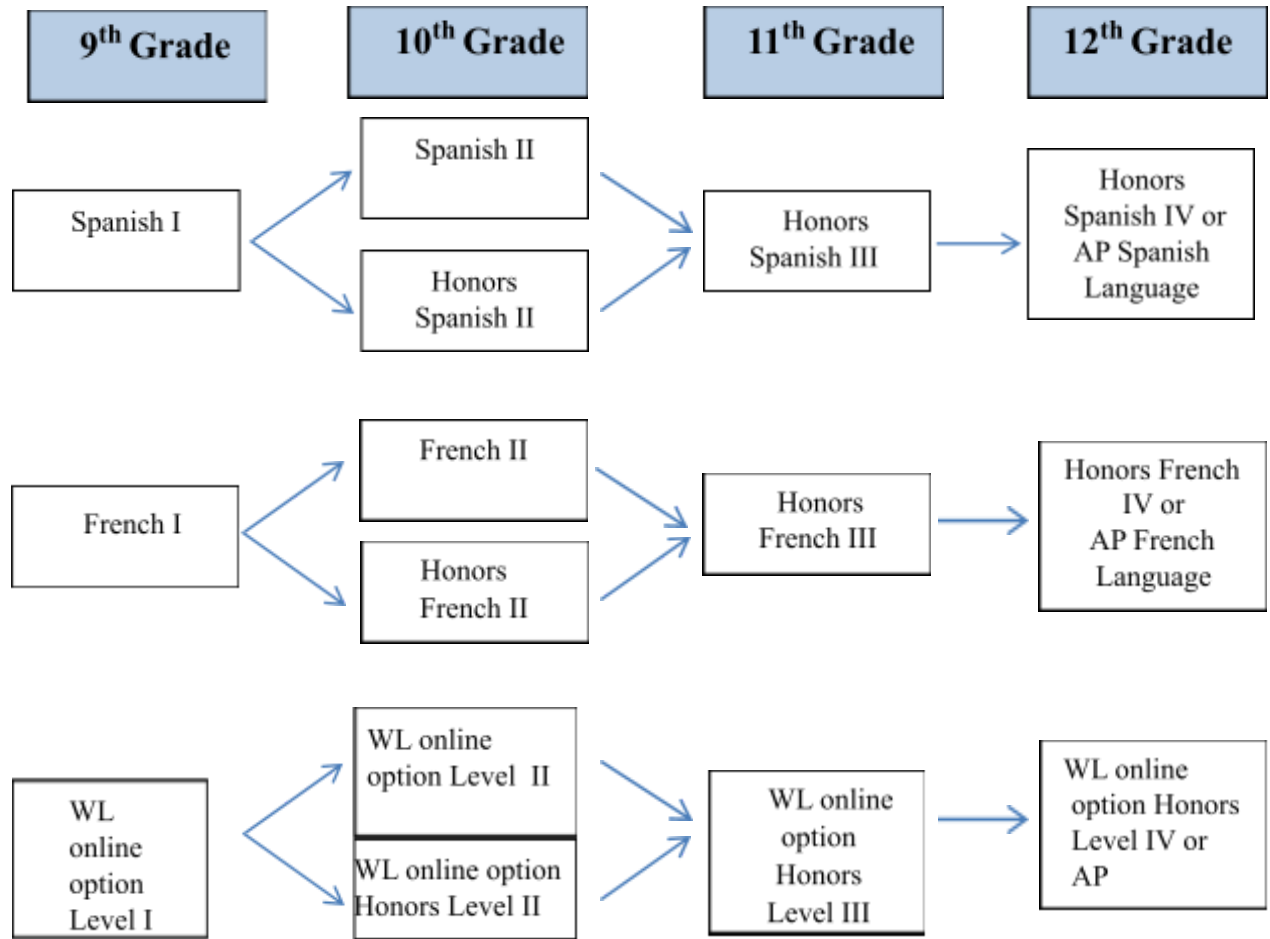 9th Grade
10th Grade
11th Grade
12th Grade
Spanish I
Spanish II
Honors
Spanish II
Honors
Spanish III
Honors
Spanish IV or
AP Spanish
Language
French I
French II
Honors
French II
Honors
French III
Honors French
IV or
AP French
Language
WL
online
option
Level I
WL online
option Level II
WL online option
Honors Level II
WL online
option
Honors
Level III
WL online
option Honors
Level IV or
AP